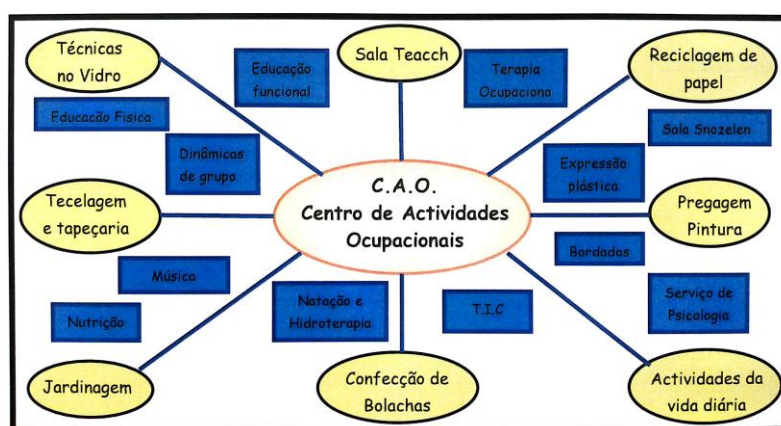 Técnicas
no Vidro
Educação
funcional
Sala Teacch
Terapia
Ocupaciona
Reciclagem de
papel
Educação Fisica
Sala Snozelen
Dinâmicas
de grupo
Expressão
plástica
C.A.O.
Centro de Actividades
Ocupacionais
Tecelagem
e tapeçaria
Pregagem
Pintura
Bordados
Música
Natação e
Hidroterapia
T.I.C
Serviço de
Psicologia
Nutrição
Jardinagem
Confecção de
Bolachas
Actividades da
vida diária